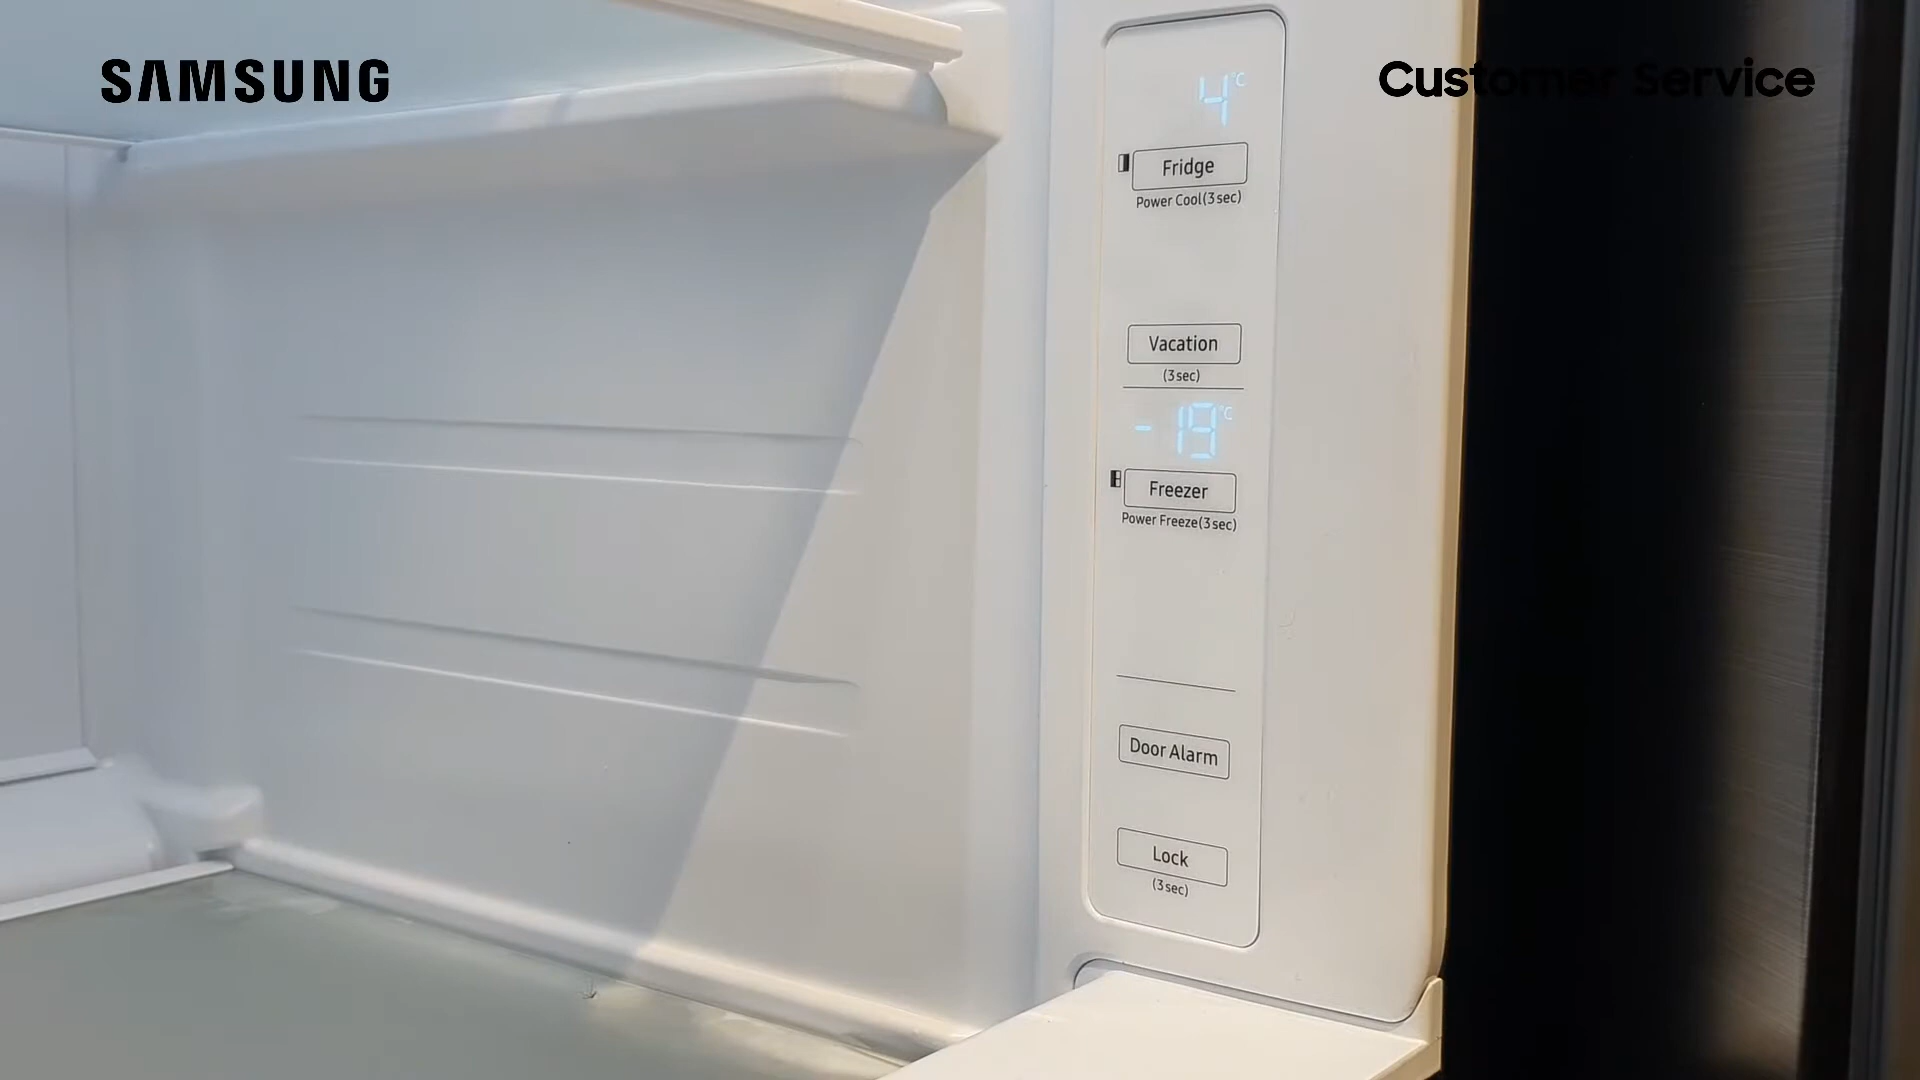 SAMSUNG
Customer Service
4°C
Fridge
Power Cool(3sec)
Vacation
(3sec)
-19°C
Freezer
Power Freeze(3sec)
Door Alarm
Lock
(3sec)